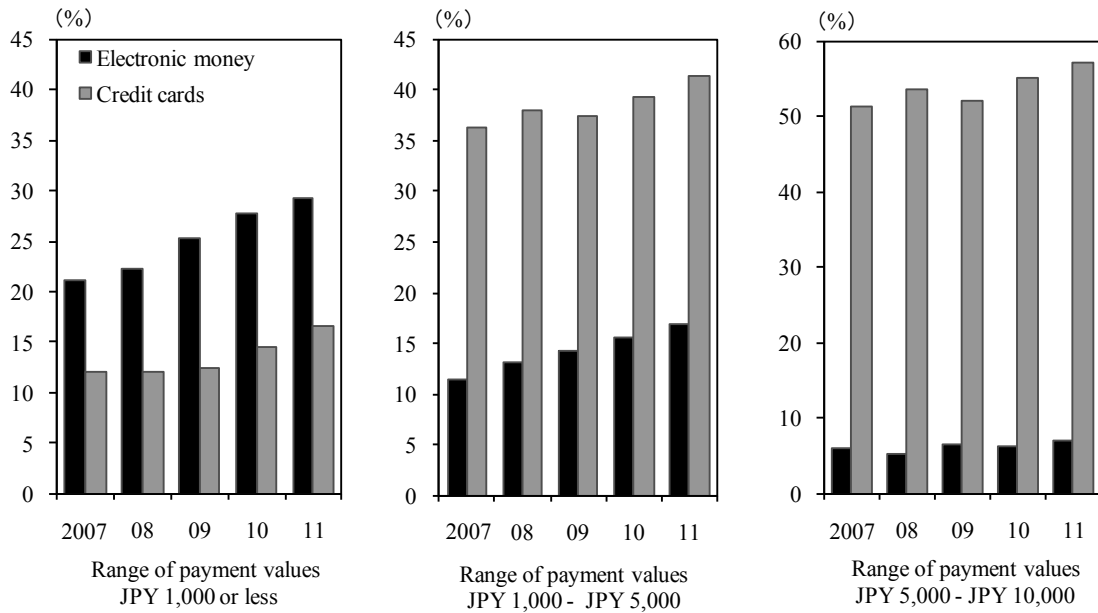 (%)
45
40
35
30
25
20
15
10
5
0
Electronic money
Credit cards
2007 08 09 10 11
Range of payment values
JPY 1,000 or less
(%)
45
40
35
30
25
20
15
10
5
0
2007 08 09 10 11
Range of payment values
JPY 1,000 - JPY 5,000
(%)
60
50
40
30
20
10
0
2007 08 09 10 11
Range of payment values
JPY 5,000 - JPY 10,000